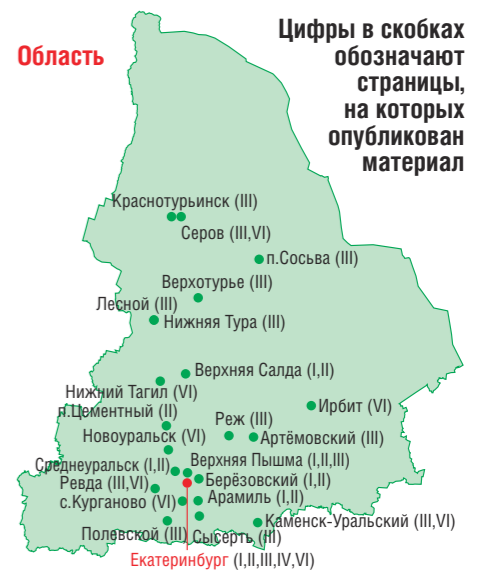 Область
Цифры в скобках
обозначают
страницы,
на которых
опубликован
материал
Краснотурьинск (III)
Серов (III,VI)
п.Сосьва (III)
Верхотурье (III)
Лесной (III)
Нижняя Тура (III)
Верхняя Салда (I,II)
Нижний Тагил (VI)
п.Цементный (II)
Ирбит (VI)
Реж (III)
Новоуральск (VI)
Артёмовский (III)
Среднеуральск (I,II)
Верхняя Пышма (I,II,III)
Ревда (III,VI)
Берёзовский (I,II)
с.Курганово (VI)
Арамиль (I,II)
Каменск-Уральский (III,VI)
Полевской (III)
Сысерть (III)
Екатеринбург (I,II,III,IV,VI)